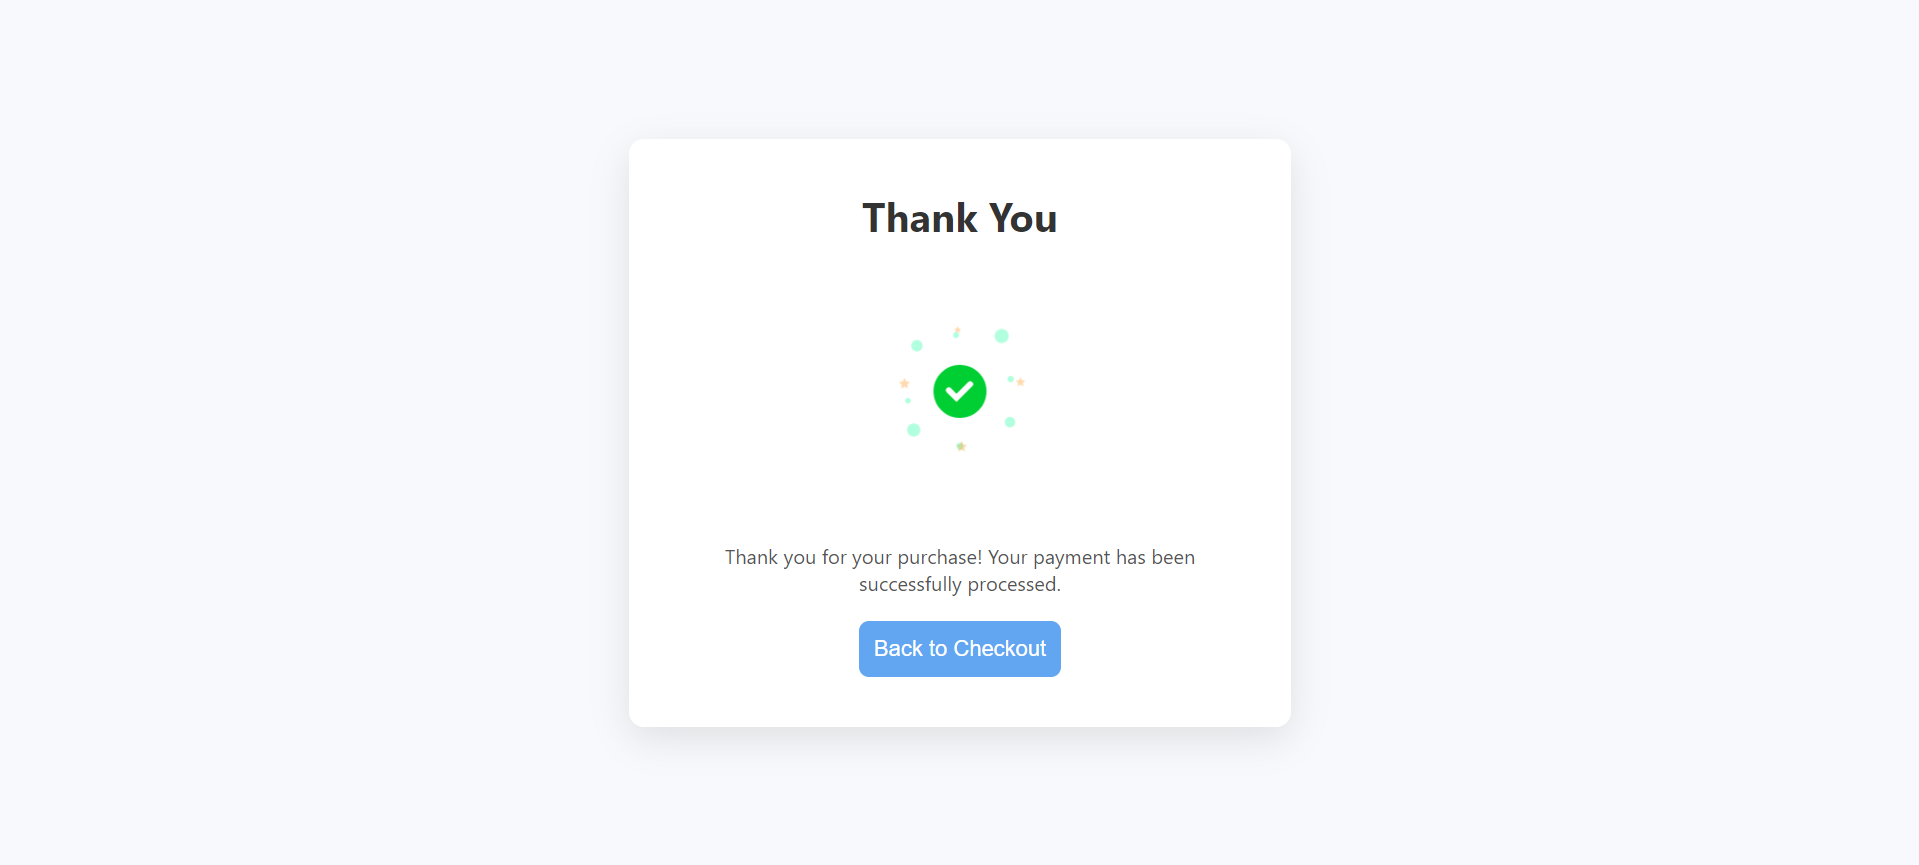 Thank You
Thank you for your purchase! Your payment has been
successfully processed.
Back to Checkout